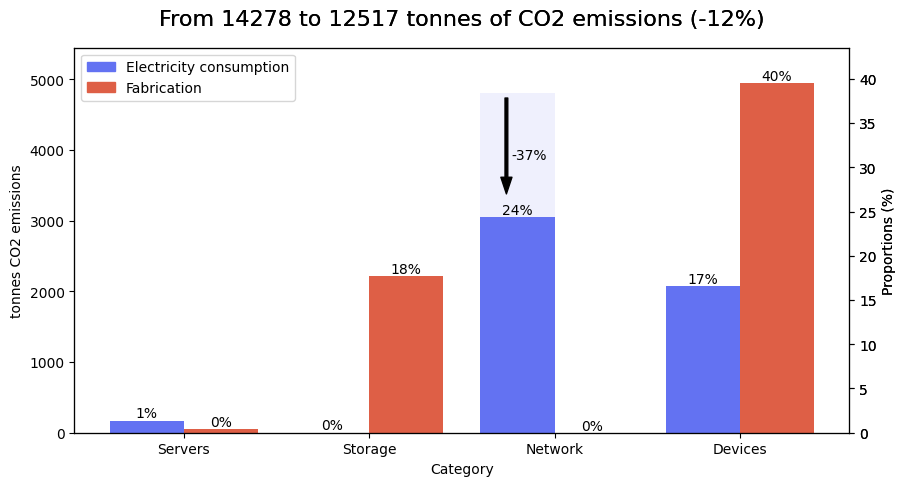 From 14278 to 12517 tonnes of CO2 emissions (-12%)
Electricity consumption
Fabrication
tonnes CO2 emissions
5000
4000
3000
2000
1000
0
1%
0%
0%
18%
-37%
24%
0%
17%
40%
40
35
30
25
20
15
10
5
0
Proportions (%)
Servers
Storage
Network
Devices
Category